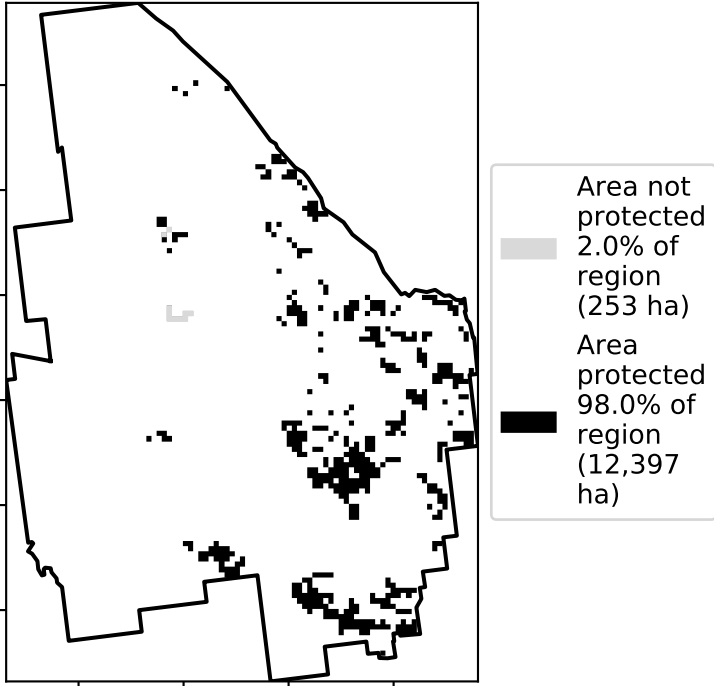 Area not
protected
2.0% of
region
(253 ha)
Area
protected
98.0% of
region
(12,397
ha)